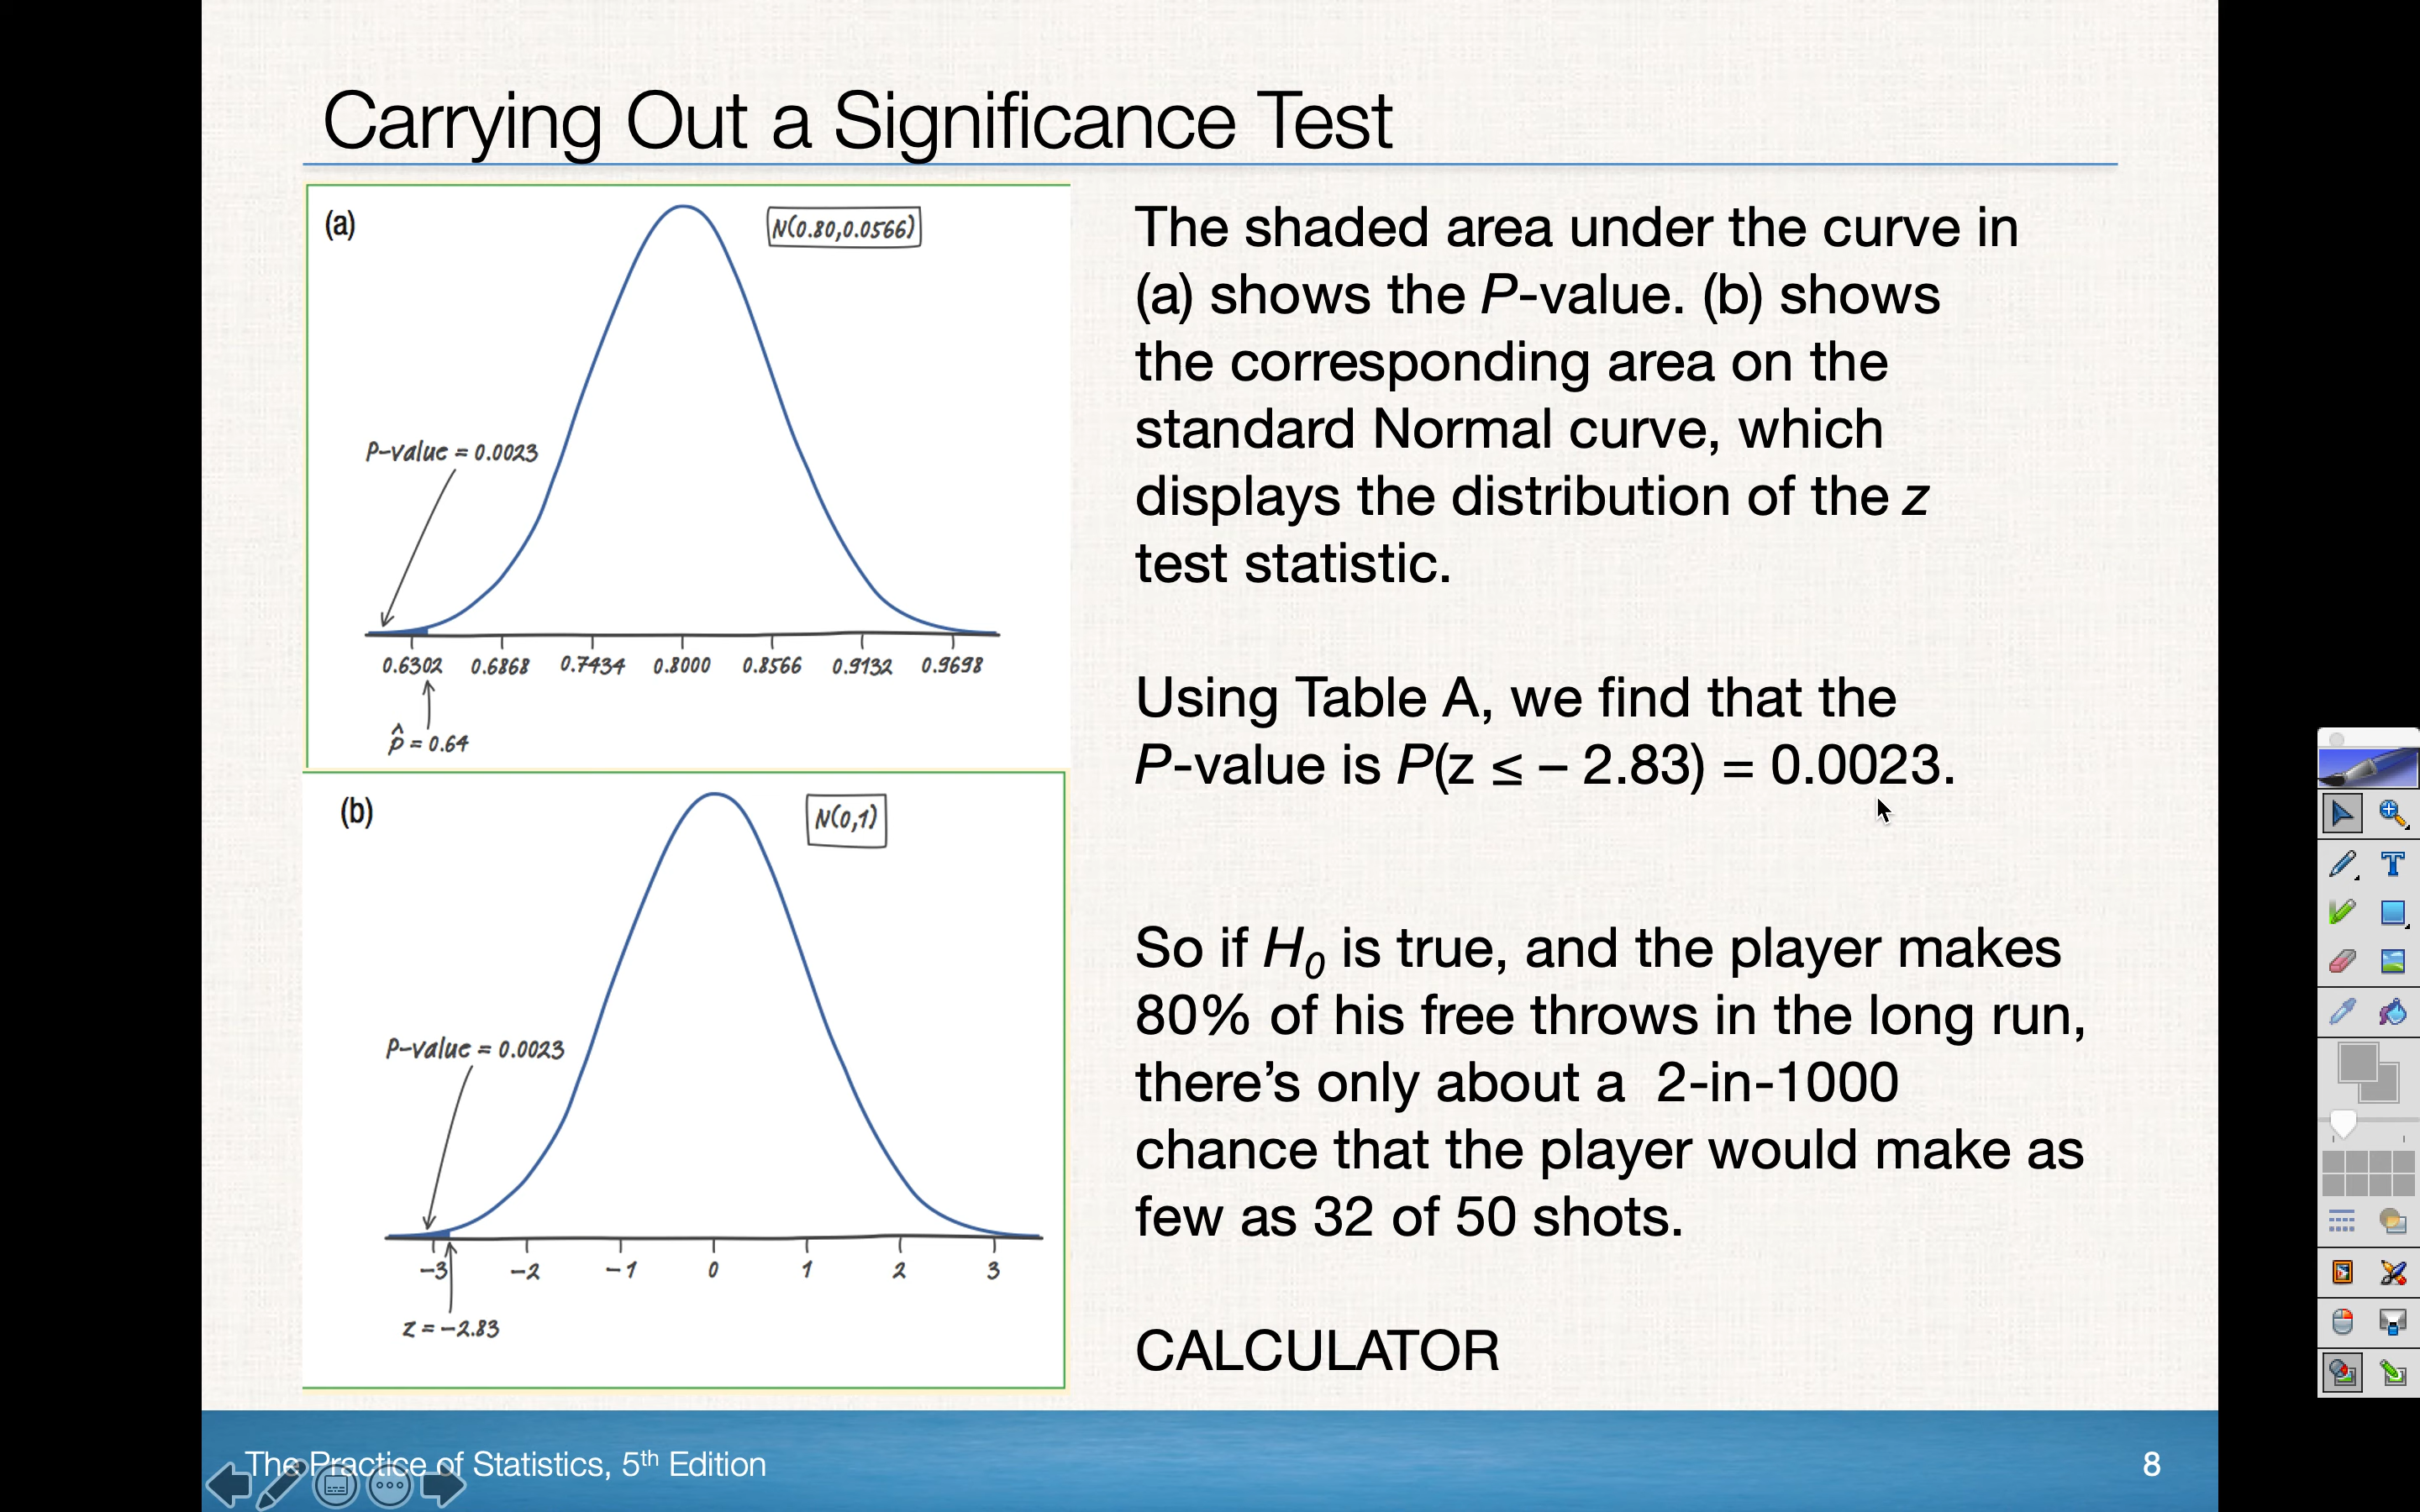 Carrying Out a Significance Test
(a)
N(0.80,0.0566)
P-value = 0.0023
0.6302 0.6868 0.7434 0.8000 0.8566 0.9132 0.9698
p̂ = 0.64
(b)
N(0,1)
P-value = 0.0023
-3 -2 -1 0 1 2 3
z = -2.83
The shaded area under the curve in
(a) shows the P-value. (b) shows
the corresponding area on the
standard Normal curve, which
displays the distribution of the z
test statistic.
Using Table A, we find that the
P-value is P(z ≤ – 2.83) = 0.0023.
So if H₀ is true, and the player makes
80% of his free throws in the long run,
there’s only about a 2-in-1000
chance that the player would make as
few as 32 of 50 shots.
CALCULATOR
The Practice of Statistics, 5th Edition
8
T